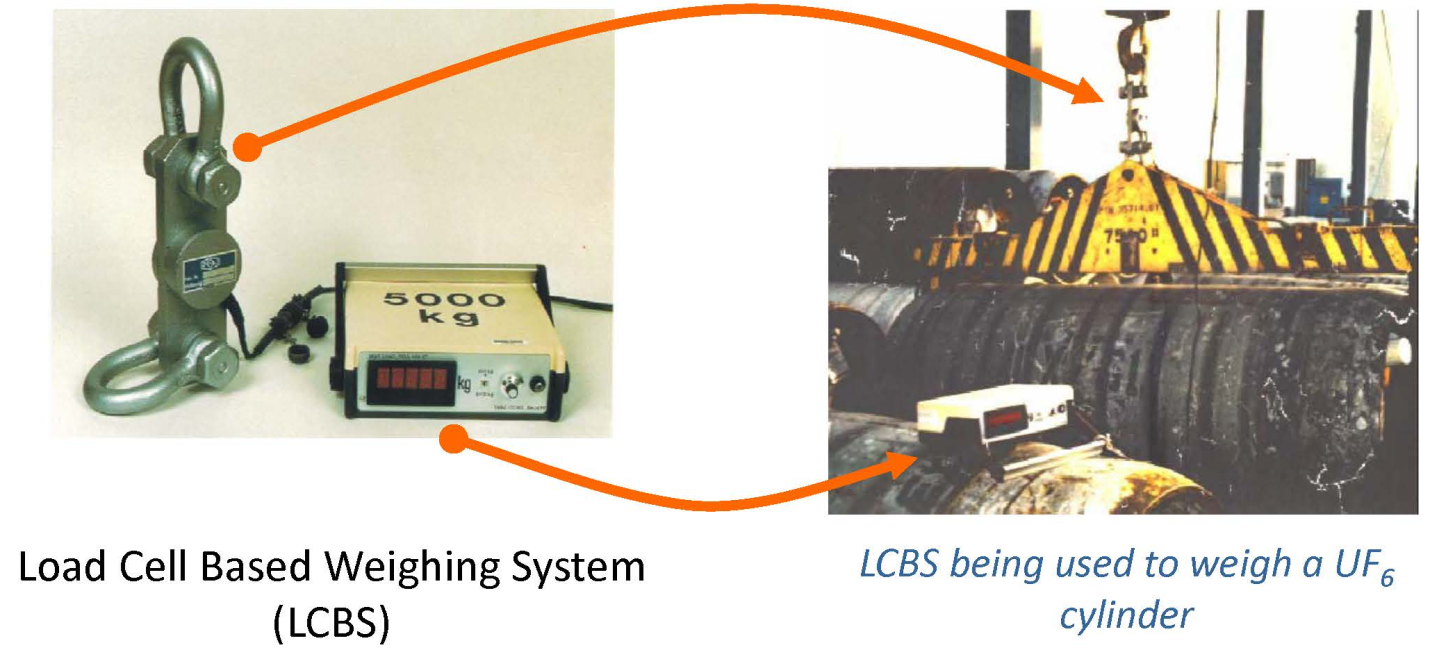 5000
kg
kg
7500
Load Cell Based Weighing System
(LCBS)
LCBS being used to weigh a UF₆
cylinder